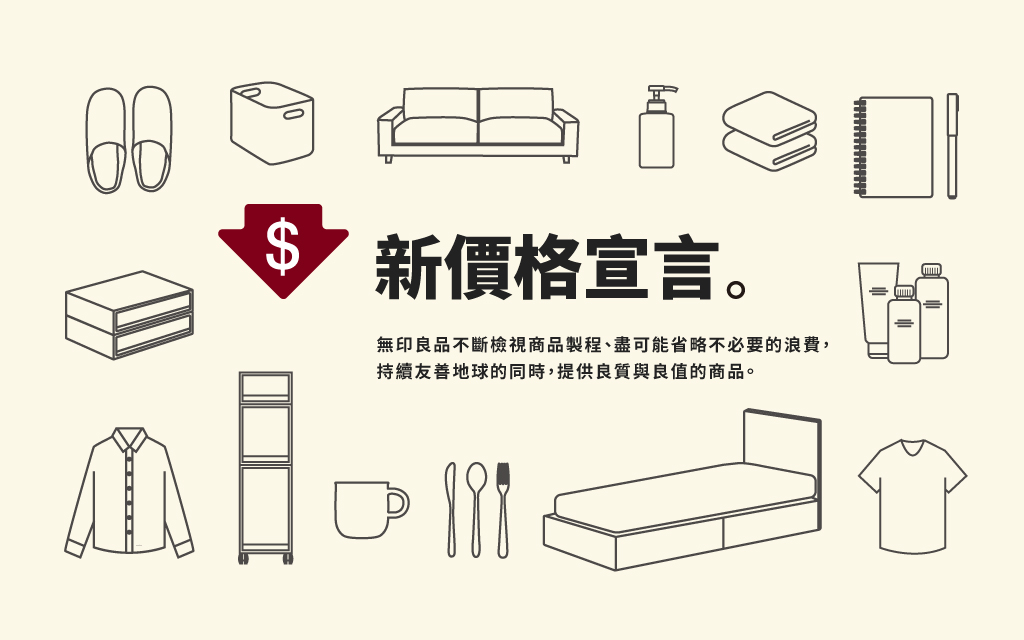 $
新價格宣言。
無印良品不斷檢視商品製程、盡可能省略不必要的浪費，
持續友善地球的同時，提供良質與良值的商品。